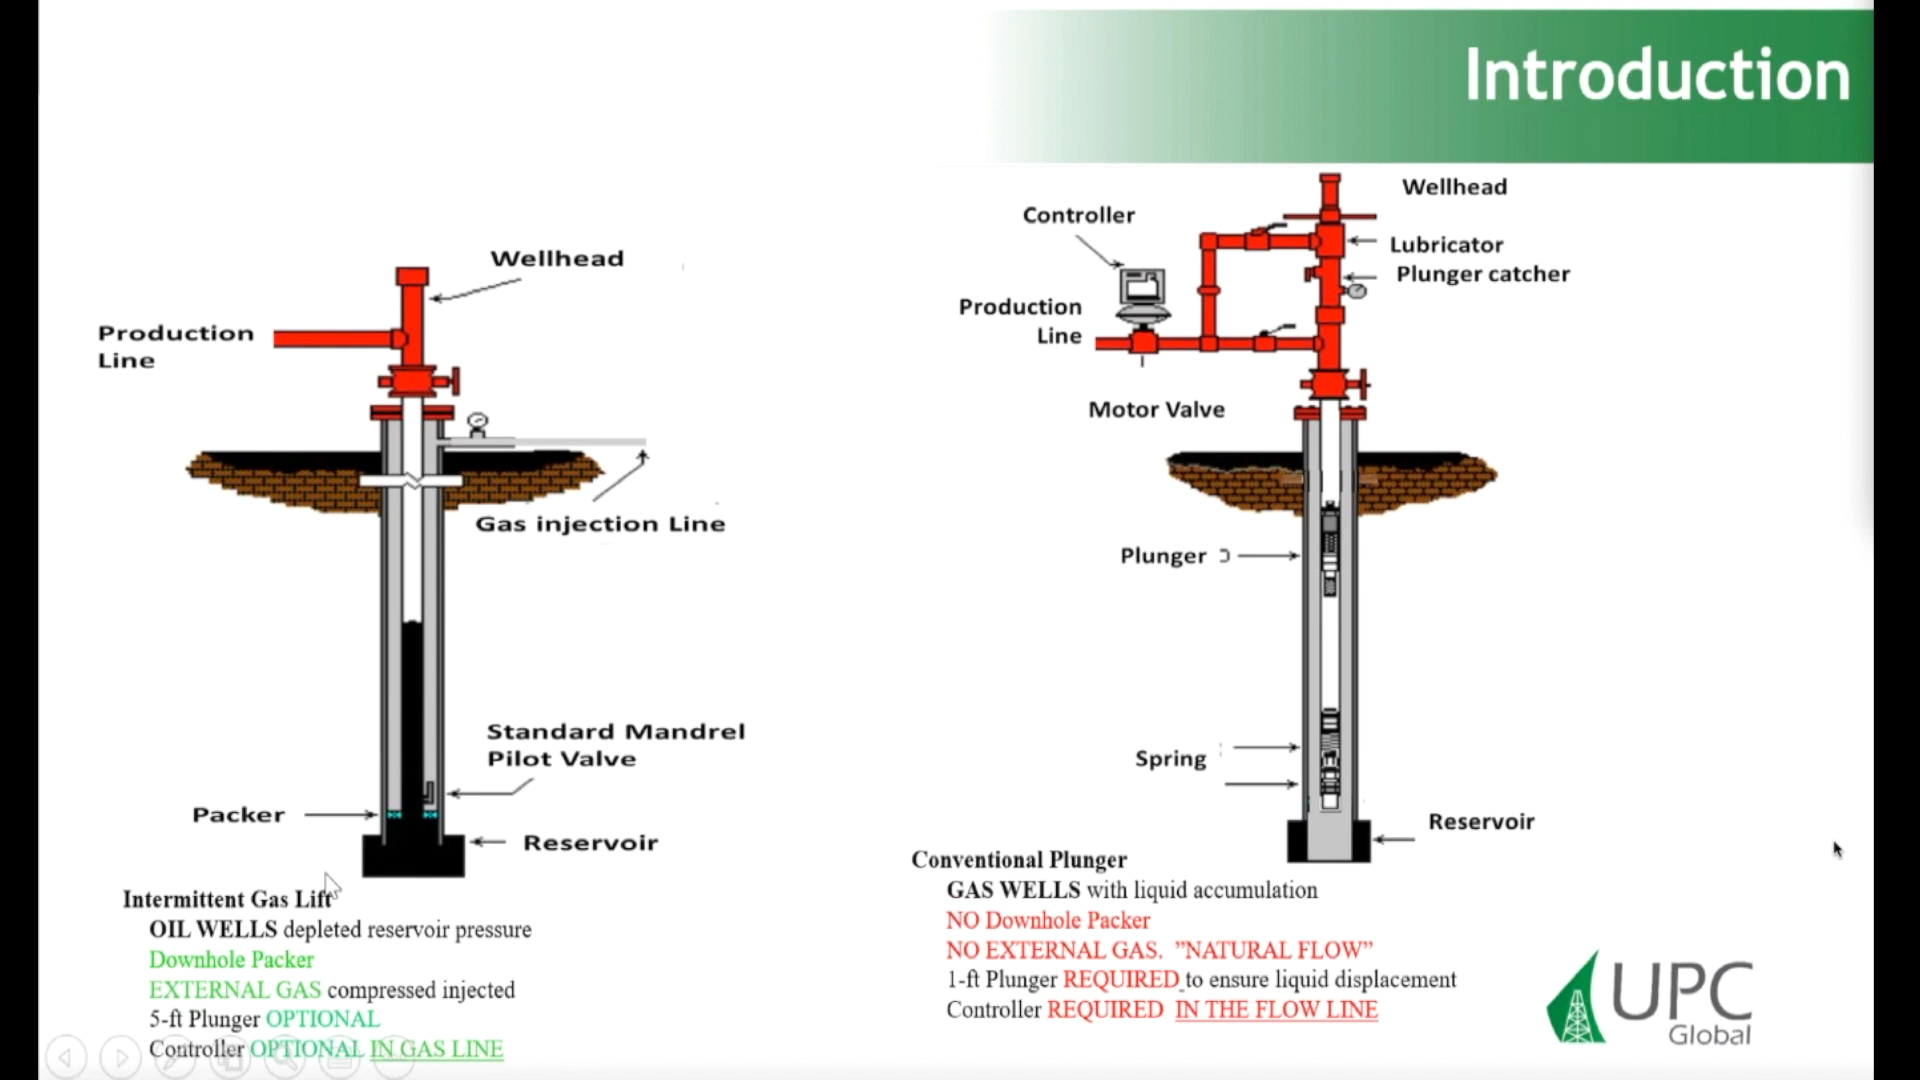 Introduction
Wellhead
Production
Line
Gas injection Line
Standard Mandrel
Pilot Valve
Packer
Reservoir
Intermittent Gas Lift
OIL WELLS depleted reservoir pressure
Downhole Packer
EXTERNAL GAS compressed injected
5-ft Plunger OPTIONAL
Controller OPTIONAL IN GAS LINE
Wellhead
Controller
Lubricator
Plunger catcher
Production
Line
Motor Valve
Plunger
Spring
Reservoir
Conventional Plunger
GAS WELLS with liquid accumulation
NO Downhole Packer
NO EXTERNAL GAS. ”NATURAL FLOW”
1-ft Plunger REQUIRED to ensure liquid displacement
Controller REQUIRED IN THE FLOW LINE
UPC
Global